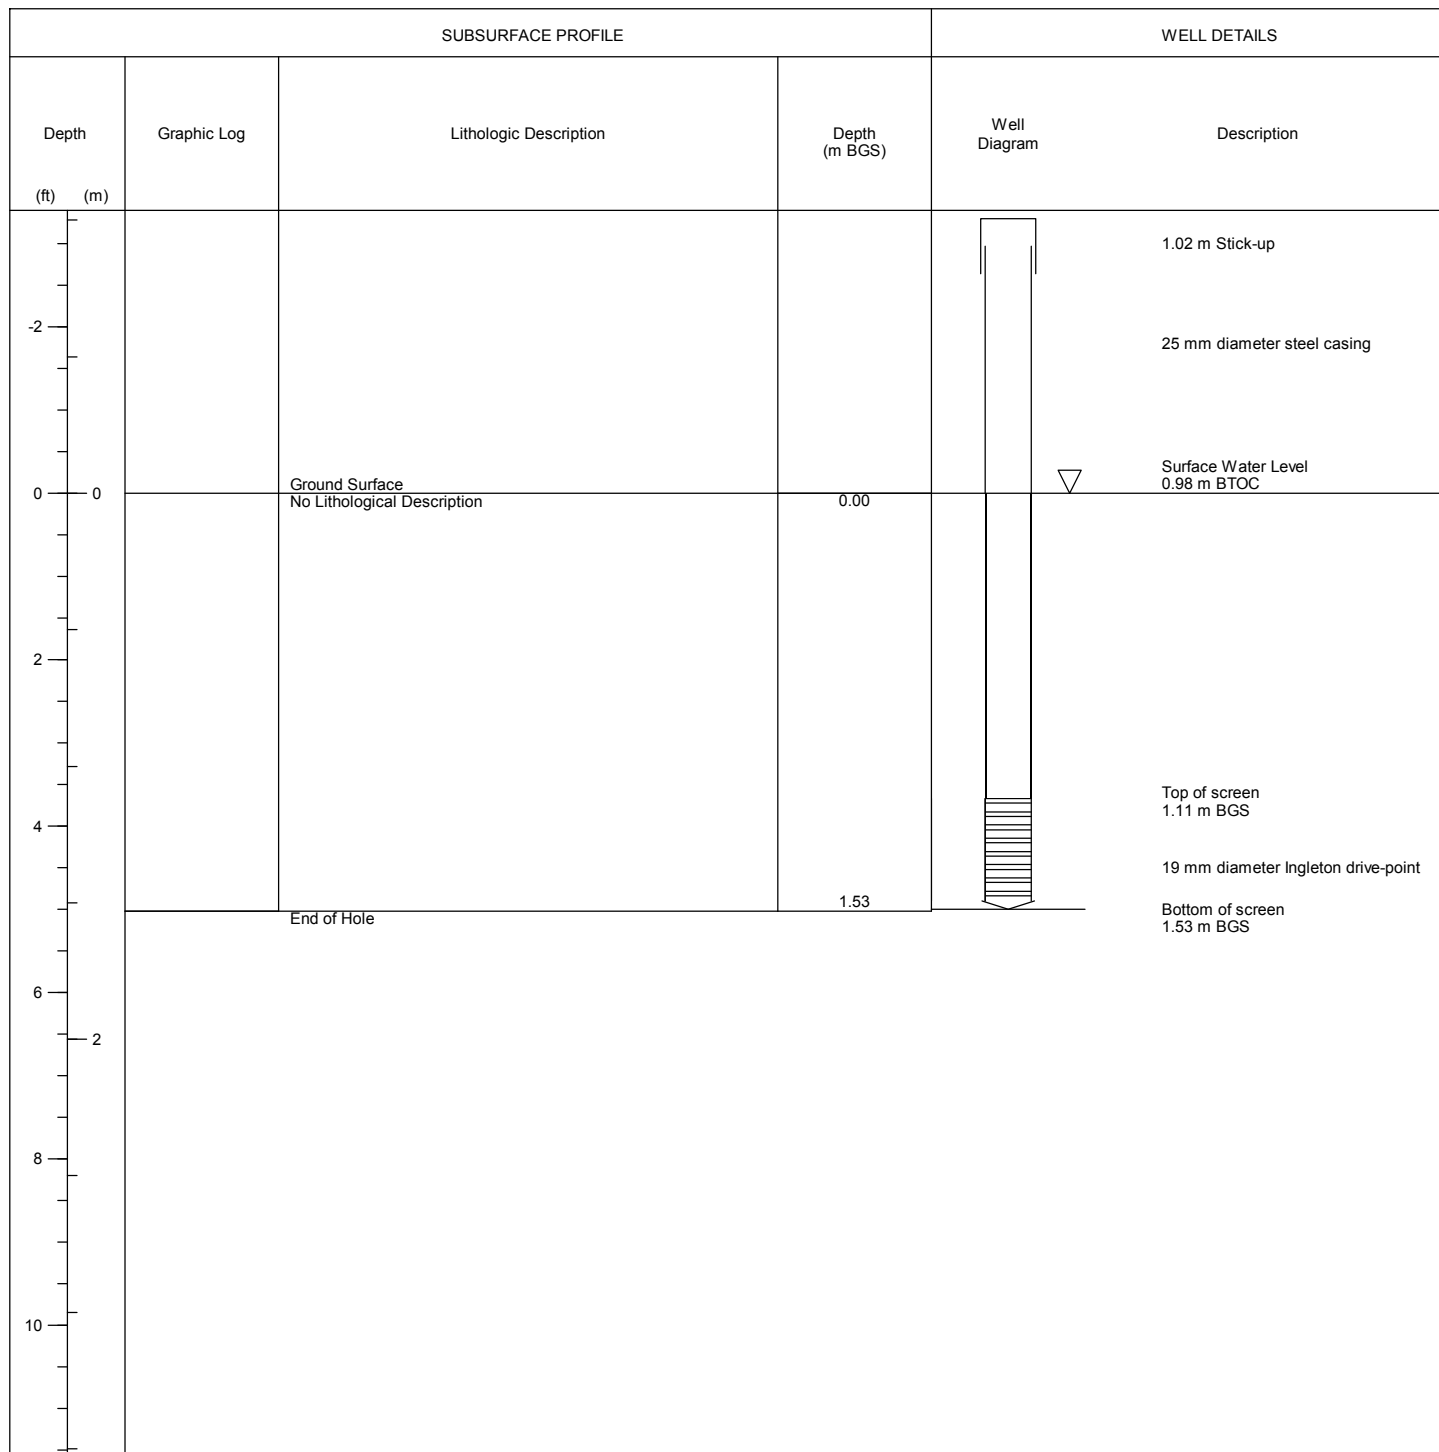 SUBSURFACE PROFILE
WELL DETAILS
Depth
Graphic Log
Lithologic Description
Depth
(m BGS)
Well
Diagram
Description
(ft) (m)
1.02 m Stick-up
-2
25 mm diameter steel casing
Surface Water Level
0.98 m BTOC
Ground Surface
0 0
No Lithological Description
0.00
2
Top of screen
1.11 m BGS
4
19 mm diameter Ingleton drive-point
1.53
Bottom of screen
1.53 m BGS
End of Hole
6
2
8
10